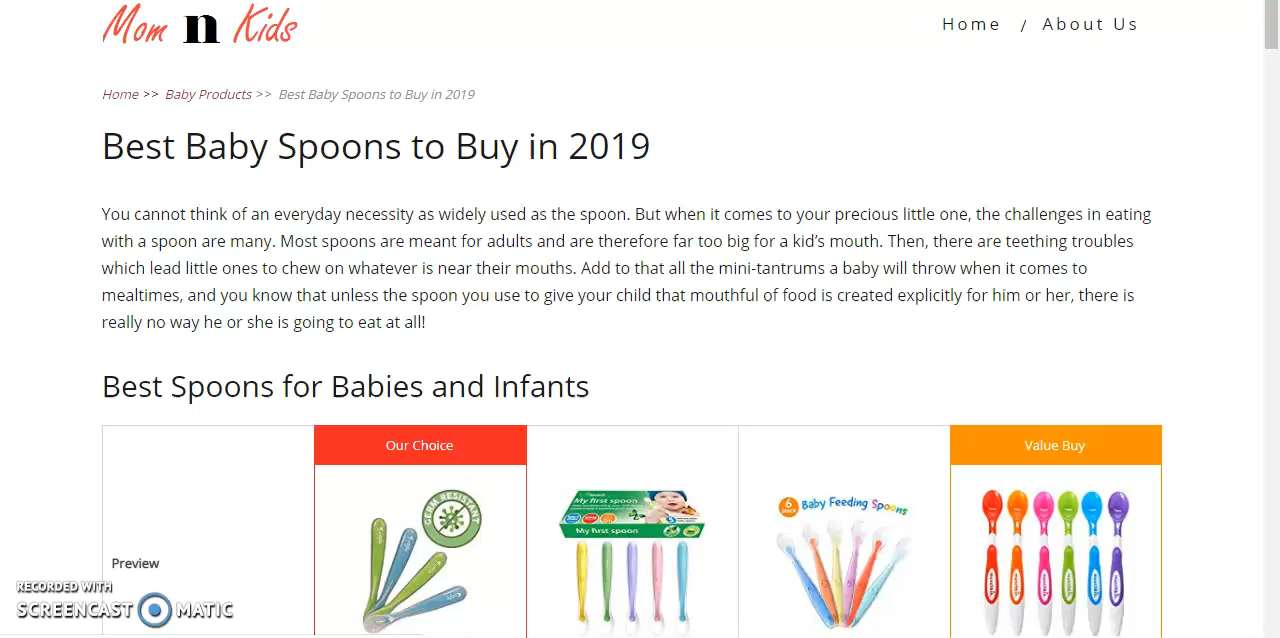 Mom n Kids
Home / About Us
Home >> Baby Products >> Best Baby Spoons to Buy in 2019
Best Baby Spoons to Buy in 2019
You cannot think of an everyday necessity as widely used as the spoon. But when it comes to your precious little one, the challenges in eating
with a spoon are many. Most spoons are meant for adults and are therefore far too big for a kid’s mouth. Then, there are teething troubles
which lead little ones to chew on whatever is near their mouths. Add to that all the mini-tantrums a baby will throw when it comes to
mealtimes, and you know that unless the spoon you use to give your child that mouthful of food is created explicitly for him or her, there is
really no way he or she is going to eat at all!
Best Spoons for Babies and Infants
Our Choice
Value Buy
GERM RESISTANT
My first spoon
My first spoon
6
Baby Feeding Spoons
Preview
RECORDED WITH
SCREENCAST MATIC